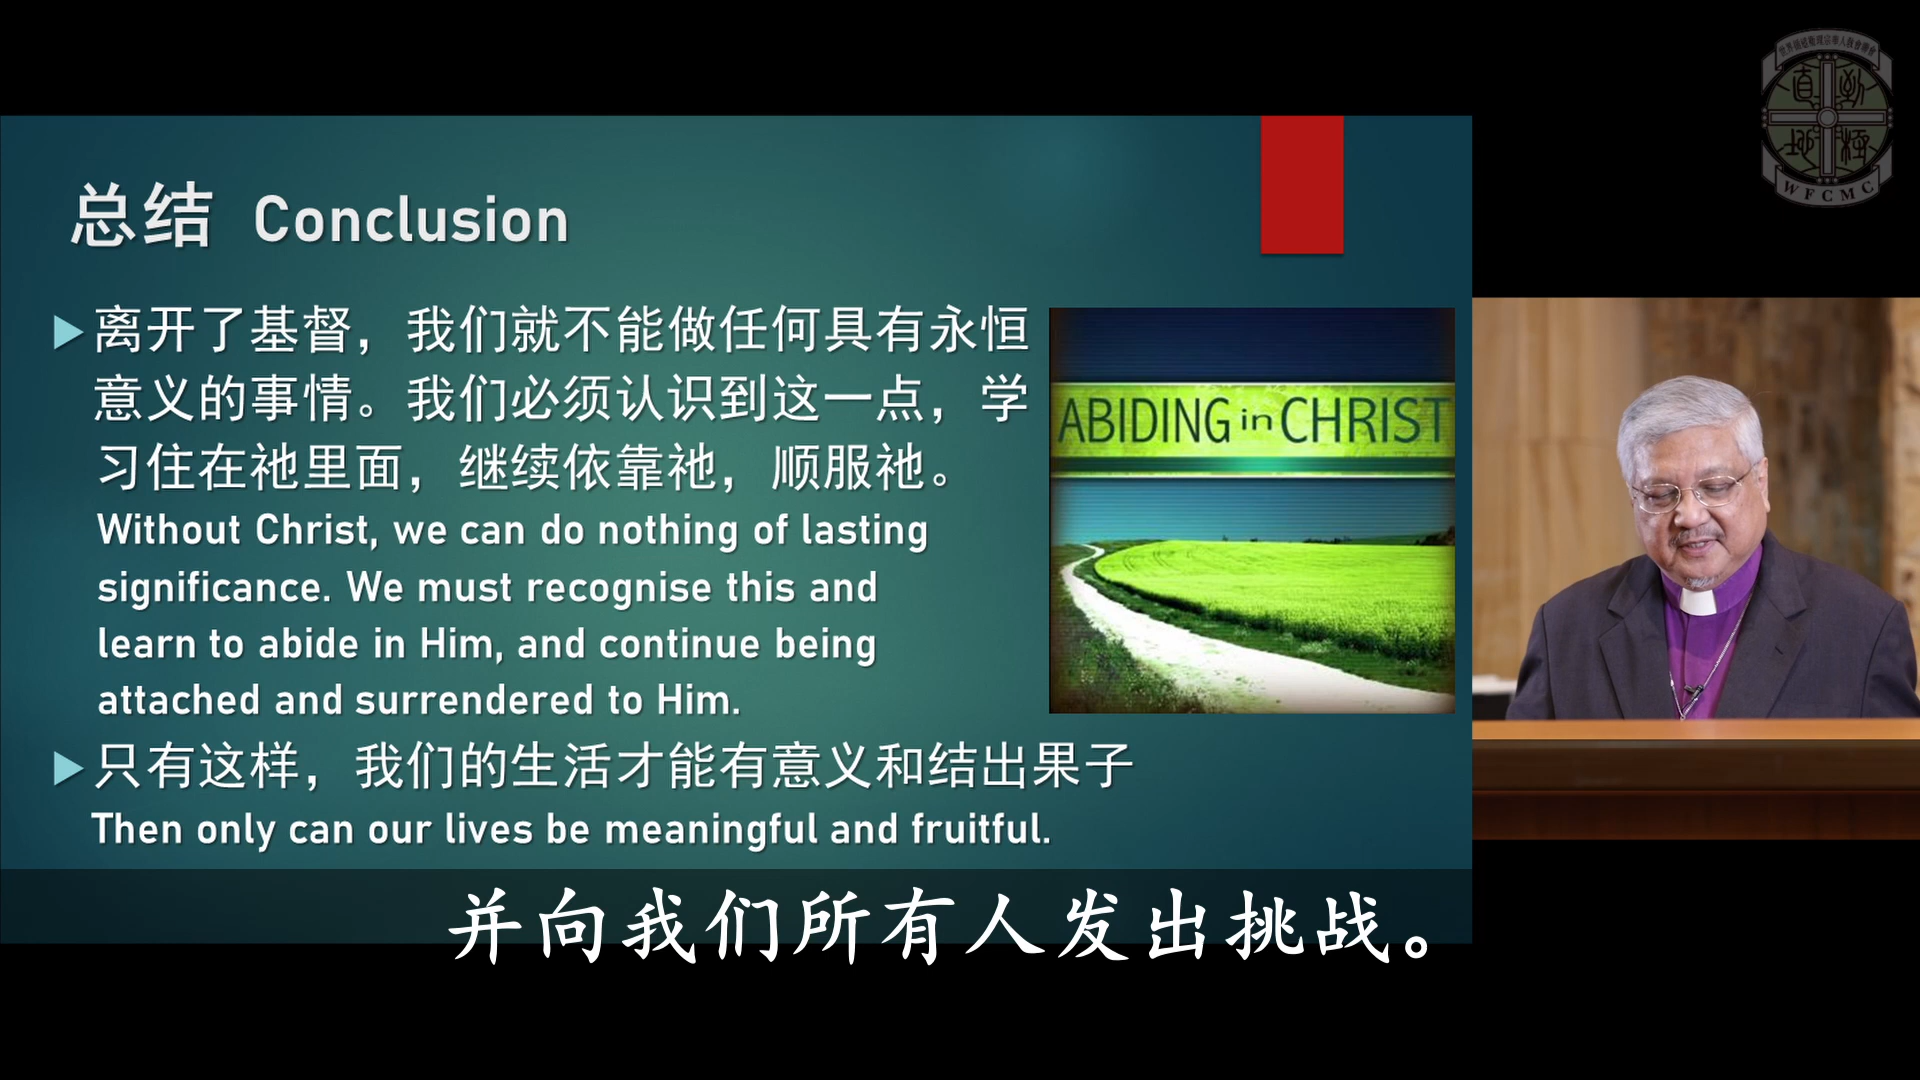 总结 Conclusion
离开了基督，我们就不能做任何具有永恒
意义的事情。我们必须认识到这一点，学
习住在祂里面，继续依靠祂，顺服祂。
Without Christ, we can do nothing of lasting
significance. We must recognise this and
learn to abide in Him, and continue being
attached and surrendered to Him.
只有这样，我们的生活才能有意义和结出果子
Then only can our lives be meaningful and fruitful.
ABIDING in CHRIST
并向我们所有人发出挑战。
WFCMC